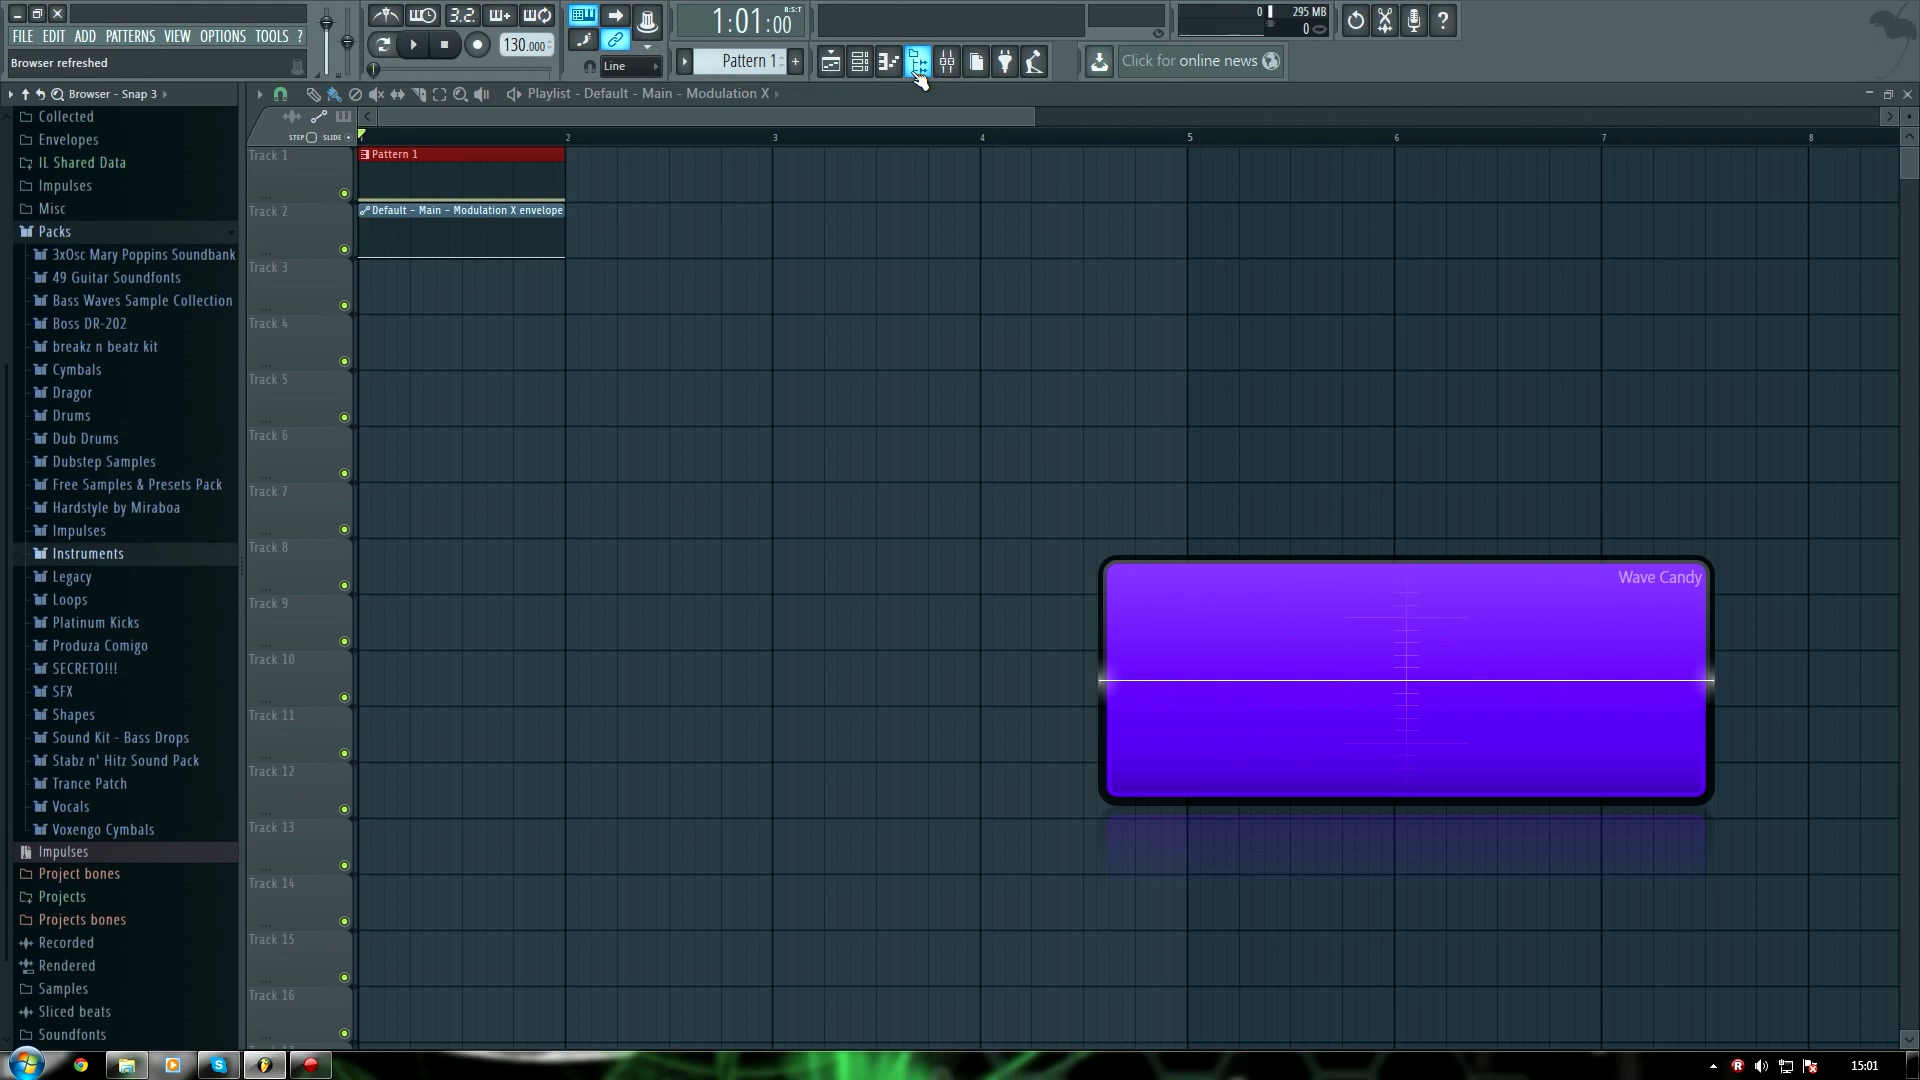 FILE EDIT ADD PATTERNS VIEW OPTIONS TOOLS ?
Browser refreshed
3.2.
130.000
Line
1:01:00
B:S:T
Pattern 1
0
295 MB
0
Click for online news
Browser - Snap 3
Playlist - Default - Main - Modulation X
STEP
SLIDE
2 3 4 5 6 7 8
Collected
Envelopes
IL Shared Data
Impulses
Misc
Packs
3xOsc Mary Poppins Soundbank
49 Guitar Soundfonts
Bass Waves Sample Collection
Boss DR-202
breakz n beatz kit
Cymbals
Dragor
Drums
Dub Drums
Dubstep Samples
Free Samples & Presets Pack
Hardstyle by Miraboa
Impulses
Instruments
Legacy
Loops
Platinum Kicks
Produza Comigo
SECRETO!!!
SFX
Shapes
Sound Kit - Bass Drops
Stabz n' Hitz Sound Pack
Trance Patch
Vocals
Voxengo Cymbals
Impulses
Project bones
Projects
Projects bones
Recorded
Rendered
Samples
Sliced beats
Soundfonts
Track 1
Pattern 1
Track 2
Default - Main - Modulation X envelope
Track 3
Track 4
Track 5
Track 6
Track 7
Track 8
Track 9
Track 10
Track 11
Track 12
Track 13
Track 14
Track 15
Track 16
Wave Candy
15:01